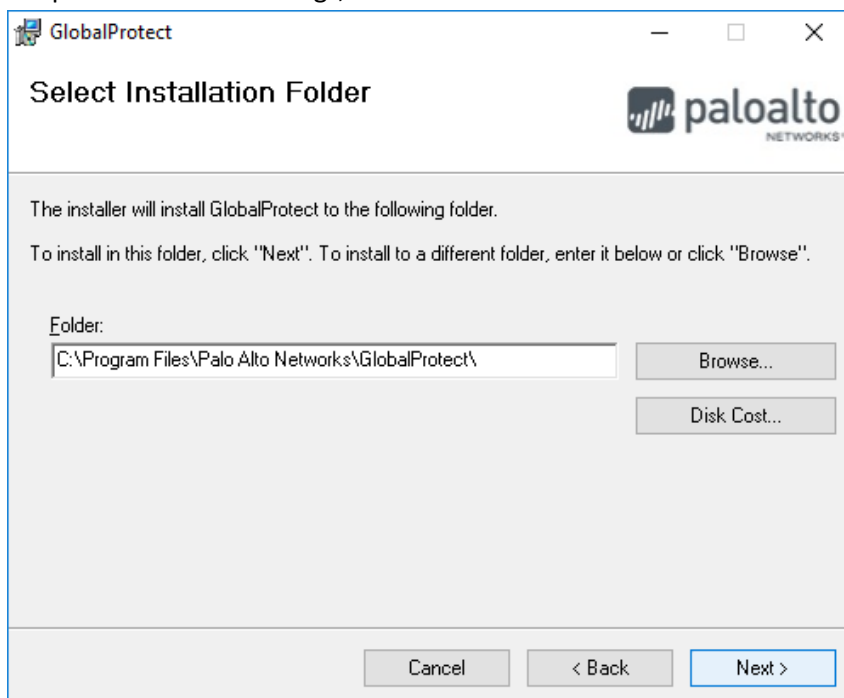 GlobalProtect
Select Installation Folder
paloalto
NETWORKS
The installer will install GlobalProtect to the following folder.
To install in this folder, click "Next". To install to a different folder, enter it below or click "Browse".
Folder:
C:\Program Files\Palo Alto Networks\GlobalProtect\
Browse...
Disk Cost...
Cancel
< Back
Next >